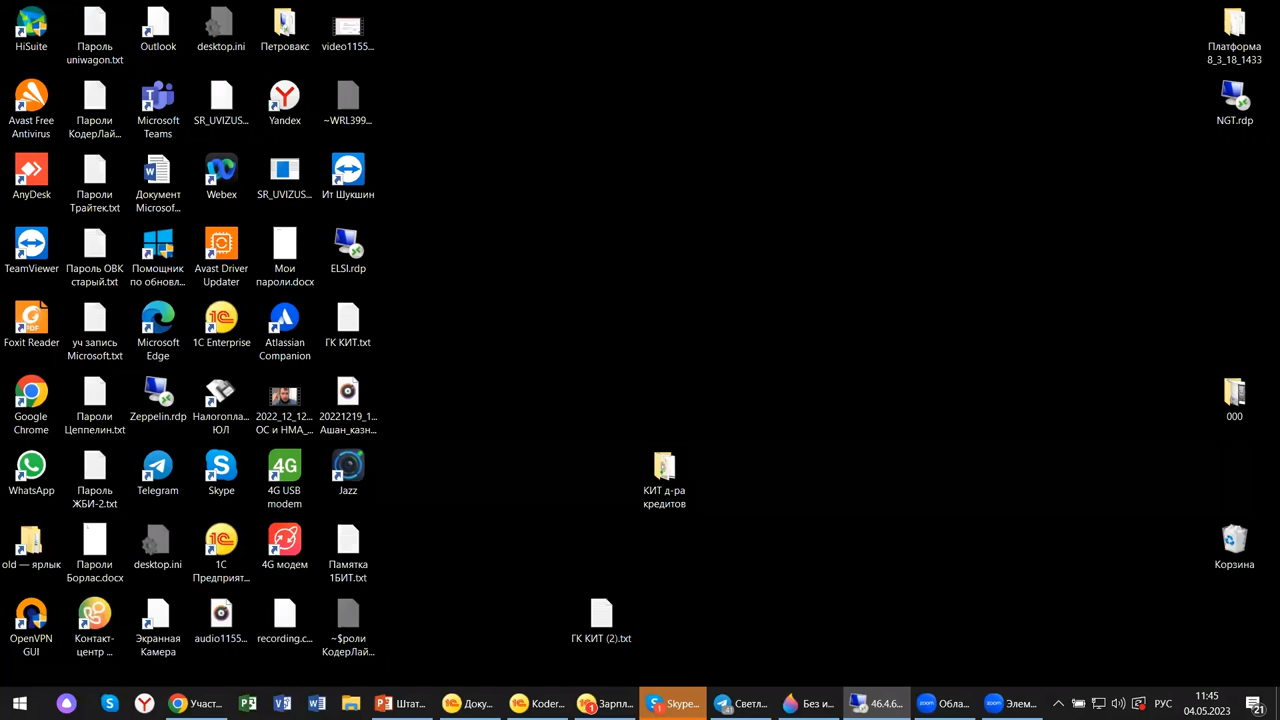 HiSuite
Пароль
uniwagon.txt
Outlook
desktop.ini
Петровакс
video1155...
Платформа
8_3_18_1433
Avast Free
Antivirus
Пароли
КодерЛай...
Microsoft
Teams
SR_UVIZUS...
Yandex
~WRL399...
NGT.rdp
AnyDesk
Пароли
Трайтек.txt
Документ
Microsof...
Webex
SR_UVIZUS...
Ит Шукшин
TeamViewer
Пароль ОВК
старый.txt
Помощник
по обновл...
Avast Driver
Updater
Мои
пароли.docx
ELSI.rdp
Foxit Reader
уч запись
Microsoft.txt
Microsoft
Edge
1C Enterprise
Atlassian
Companion
ГК КИТ.txt
Google
Chrome
Пароли
Цеппелин.txt
Zeppelin.rdp
Налогопла...
ЮЛ
2022_12_12...
ОС и НМА_...
20221219_1...
Ашан_казн...
000
WhatsApp
Пароль
ЖБИ-2.txt
Telegram
Skype
4G
4G USB
modem
Jazz
КИТ д-ра
кредитов
old — ярлык
Пароли
Борлас.docx
desktop.ini
1С
Предприят...
4G модем
Памятка
1БИТ.txt
Корзина
OpenVPN
GUI
Контакт-
центр ...
Экранная
Камера
audio1155...
recording.c...
~$роли
КодерЛай...
ГК КИТ (2).txt
Участ...
Штат...
Докум...
Koder...
Зарпл...
Skype...
Светл...
Без и...
46.4.6...
Обла...
Элем...
РУС
11:45
04.05.2023
21